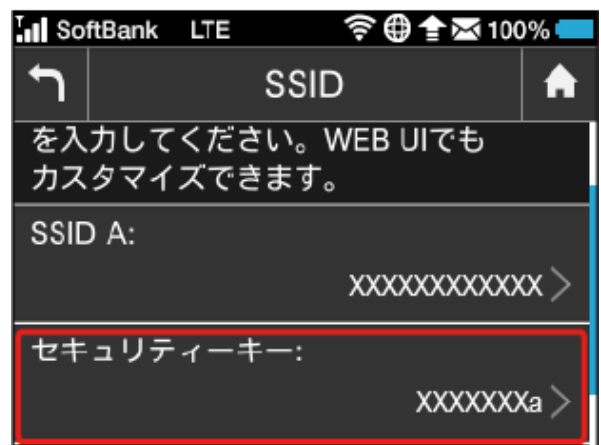 SoftBank LTE 100%
SSID
を入力してください。WEB UIでも
カスタマイズできます。
SSID A:
XXXXXXXXXXXX
セキュリティーキー:
XXXXXXXa